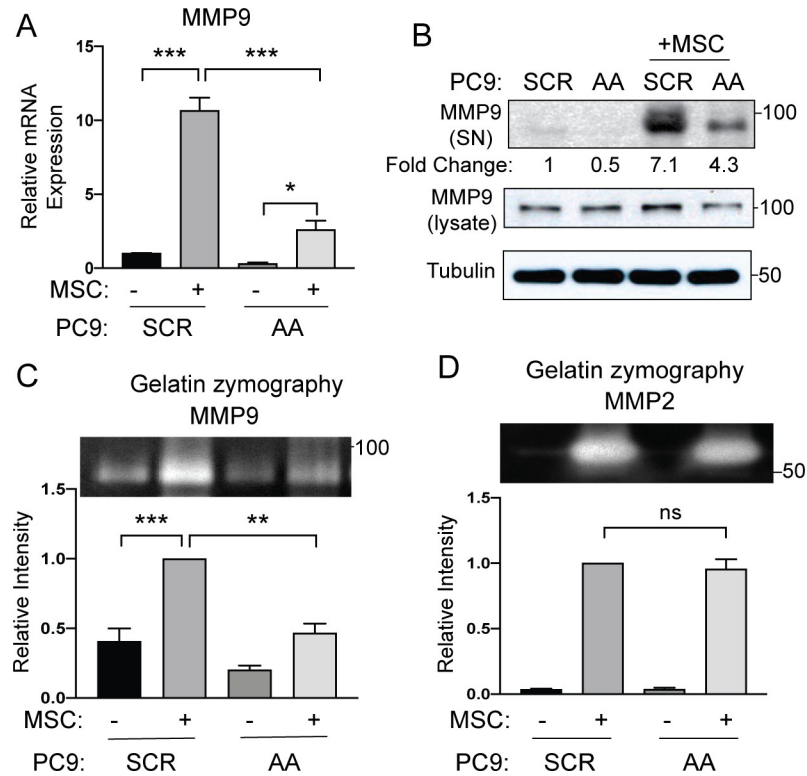 A
MMP9
Relative mRNA
Expression
15
10
5
0
***
***
*
MSC: - + - +
PC9: SCR AA
B
+MSC
PC9: SCR AA SCR AA
MMP9
(SN)
-100
Fold Change: 1 0.5 7.1 4.3
MMP9
(lysate)
-100
Tubulin
-50
C
Gelatin zymography
MMP9
-100
Relative Intensity
1.5
1.0
0.5
0.0
***
**
MSC: - + - +
PC9: SCR AA
D
Gelatin zymography
MMP2
-50
Relative Intensity
1.5
1.0
0.5
0.0
ns
MSC: - + - +
PC9: SCR AA